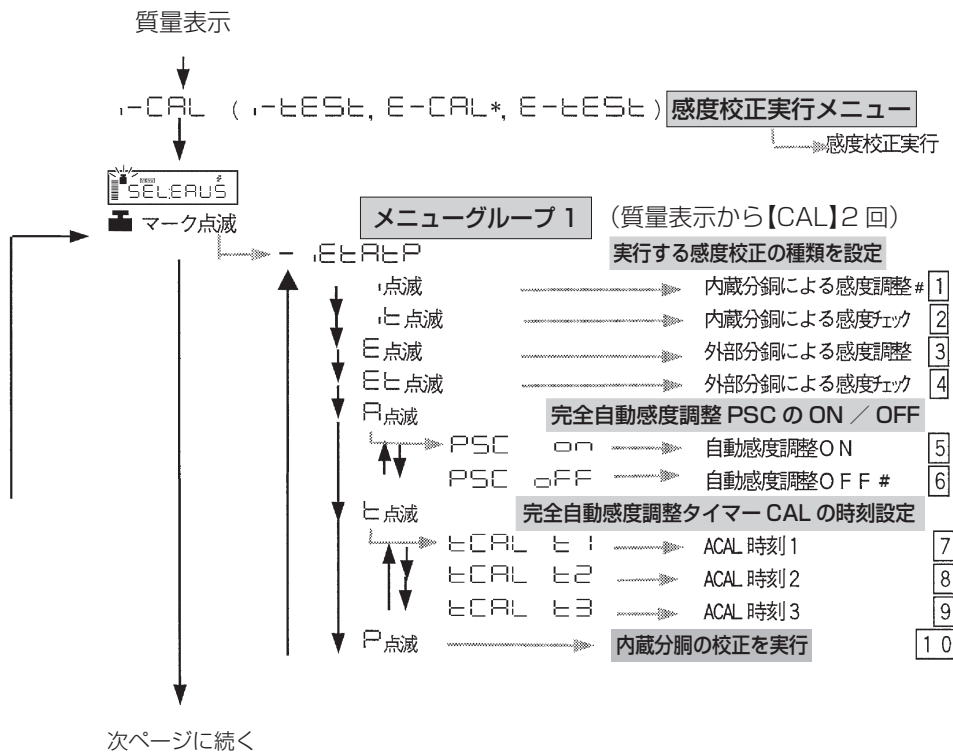 質量表示
i-CAL ( i-tESt, E-CAL*, E-tESt ) 感度校正実行メニュー
感度校正実行
SELEAUS
マーク点滅
メニューグループ 1 (質量表示から【CAL】2 回)
- iEtAtP 実行する感度校正の種類を設定
i点滅 内蔵分銅による感度調整# 1
it点滅 内蔵分銅による感度チェック 2
E点滅 外部分銅による感度調整 3
Et点滅 外部分銅による感度チェック 4
A点滅 完全自動感度調整 PSC の ON / OFF
PSC on 自動感度調整ON 5
PSC oFF 自動感度調整OFF # 6
t点滅 完全自動感度調整タイマー CAL の時刻設定
tCAL t1 ACAL 時刻1 7
tCAL t2 ACAL 時刻2 8
tCAL t3 ACAL 時刻3 9
P点滅 内蔵分胴の校正を実行 10
次ページに続く